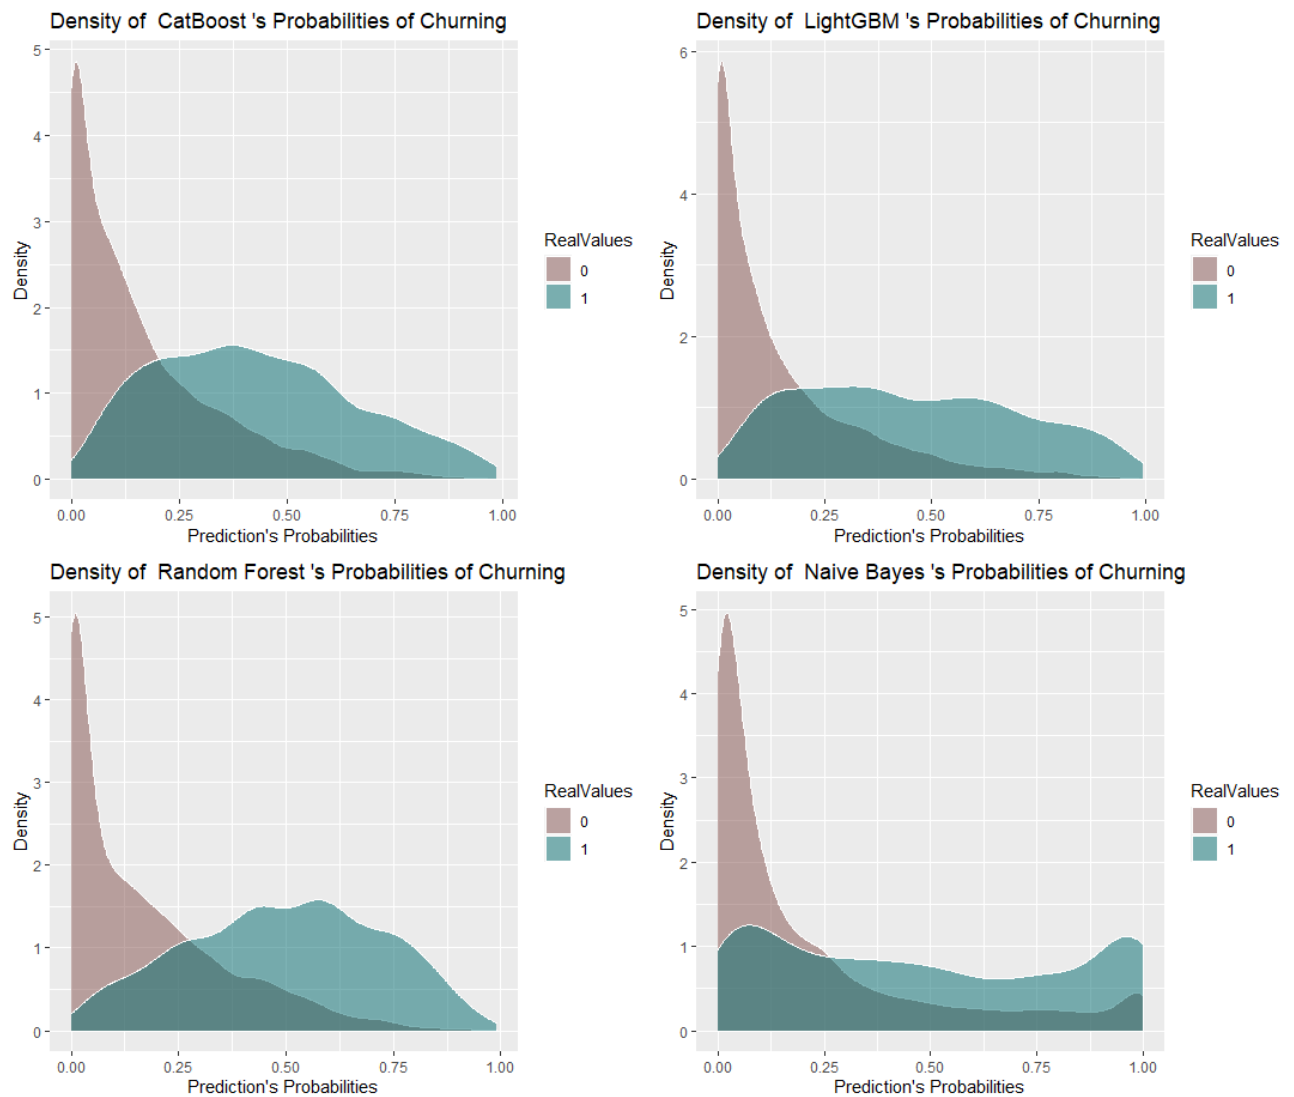 Density of  CatBoost 's Probabilities of Churning
5
4
3
2
1
0
Density
0.00 0.25 0.50 0.75 1.00
Prediction's Probabilities
RealValues
0
1
Density of  LightGBM 's Probabilities of Churning
6
4
2
0
Density
0.00 0.25 0.50 0.75 1.00
Prediction's Probabilities
RealValues
0
1
Density of  Random Forest 's Probabilities of Churning
5
4
3
2
1
0
Density
0.00 0.25 0.50 0.75 1.00
Prediction's Probabilities
RealValues
0
1
Density of  Naive Bayes 's Probabilities of Churning
5
4
3
2
1
0
Density
0.00 0.25 0.50 0.75 1.00
Prediction's Probabilities
RealValues
0
1